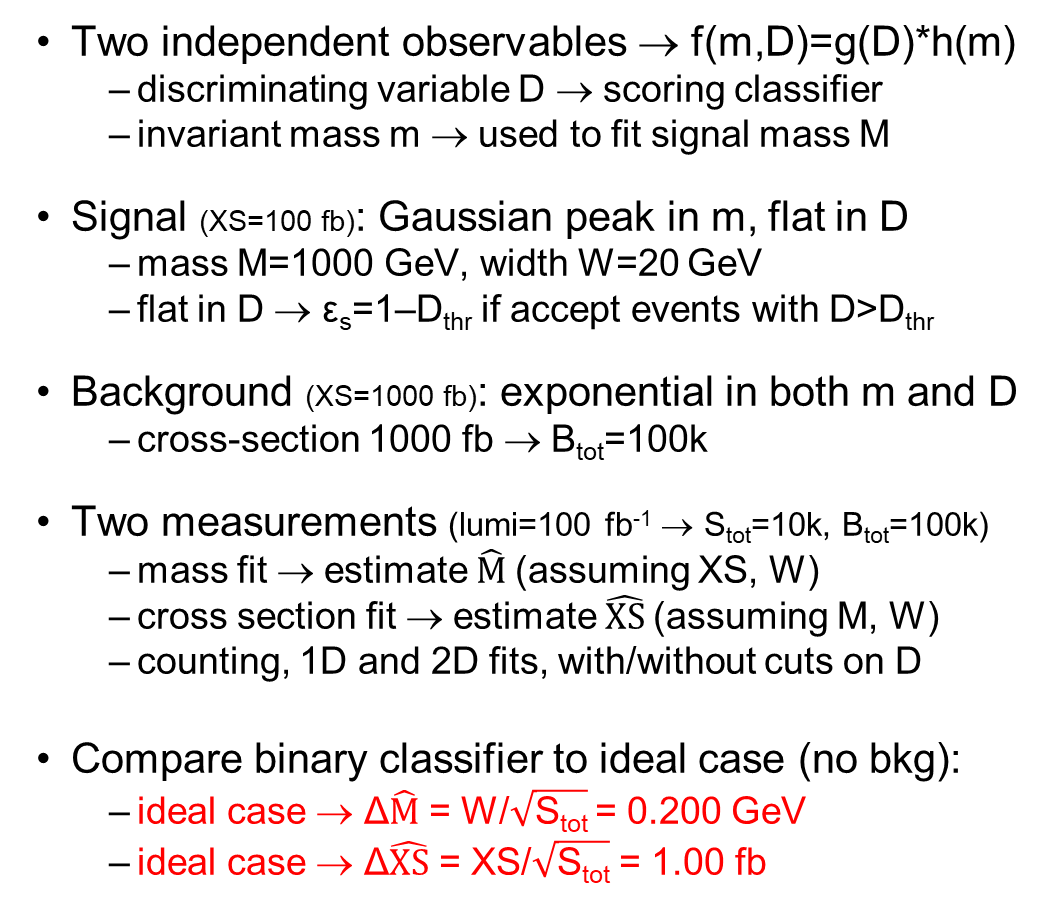 • Two independent observables → f(m,D)=g(D)*h(m)
– discriminating variable D → scoring classifier
– invariant mass m → used to fit signal mass M
• Signal (XS=100 fb): Gaussian peak in m, flat in D
– mass M=1000 GeV, width W=20 GeV
– flat in D → εs=1–Dthr if accept events with D>Dthr
• Background (XS=1000 fb): exponential in both m and D
– cross-section 1000 fb → Btot=100k
• Two measurements (lumi=100 fb-1 → Stot=10k, Btot=100k)
– mass fit → estimate M̂ (assuming XS, W)
– cross section fit → estimate X̂S (assuming M, W)
– counting, 1D and 2D fits, with/without cuts on D
• Compare binary classifier to ideal case (no bkg):
– ideal case → ΔM̂ = W/√Stot = 0.200 GeV
– ideal case → ΔX̂S = XS/√Stot = 1.00 fb